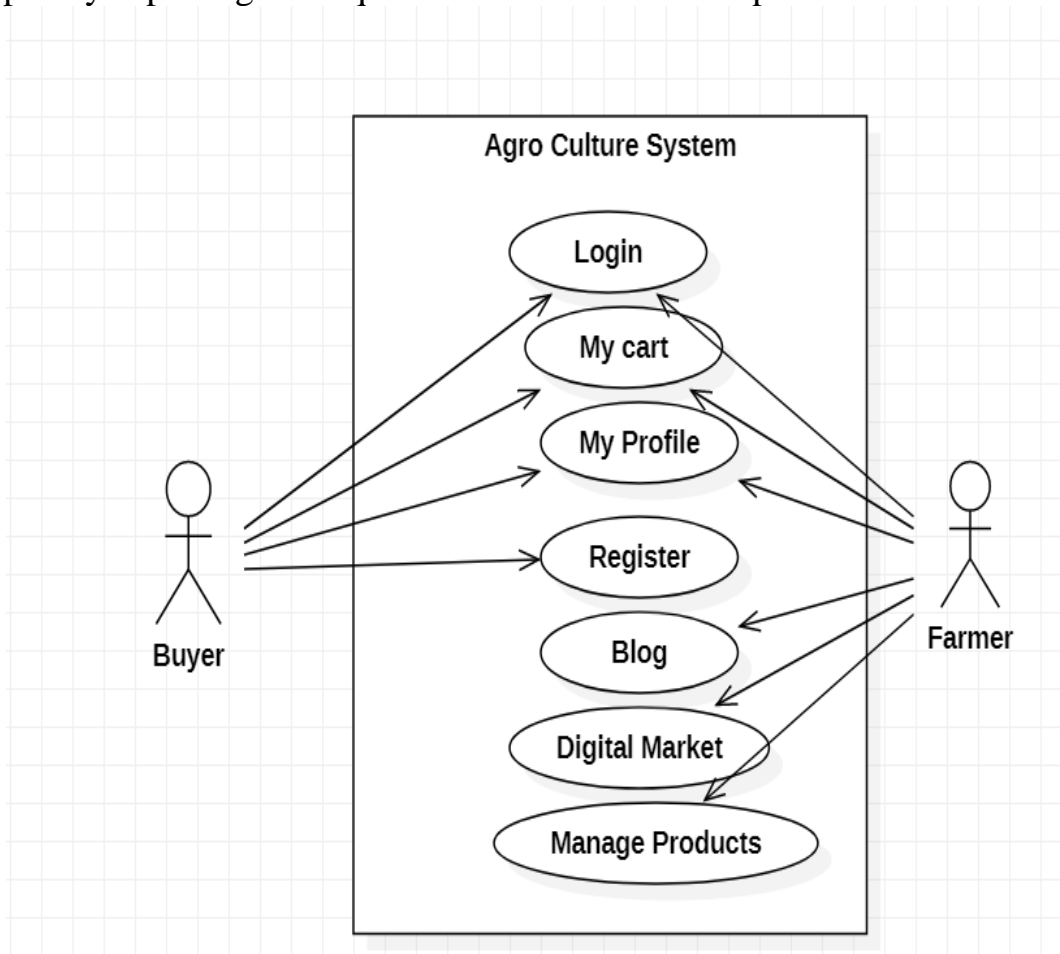 Agro Culture System
Login
My cart
My Profile
Register
Blog
Buyer
Farmer
Digital Market
Manage Products